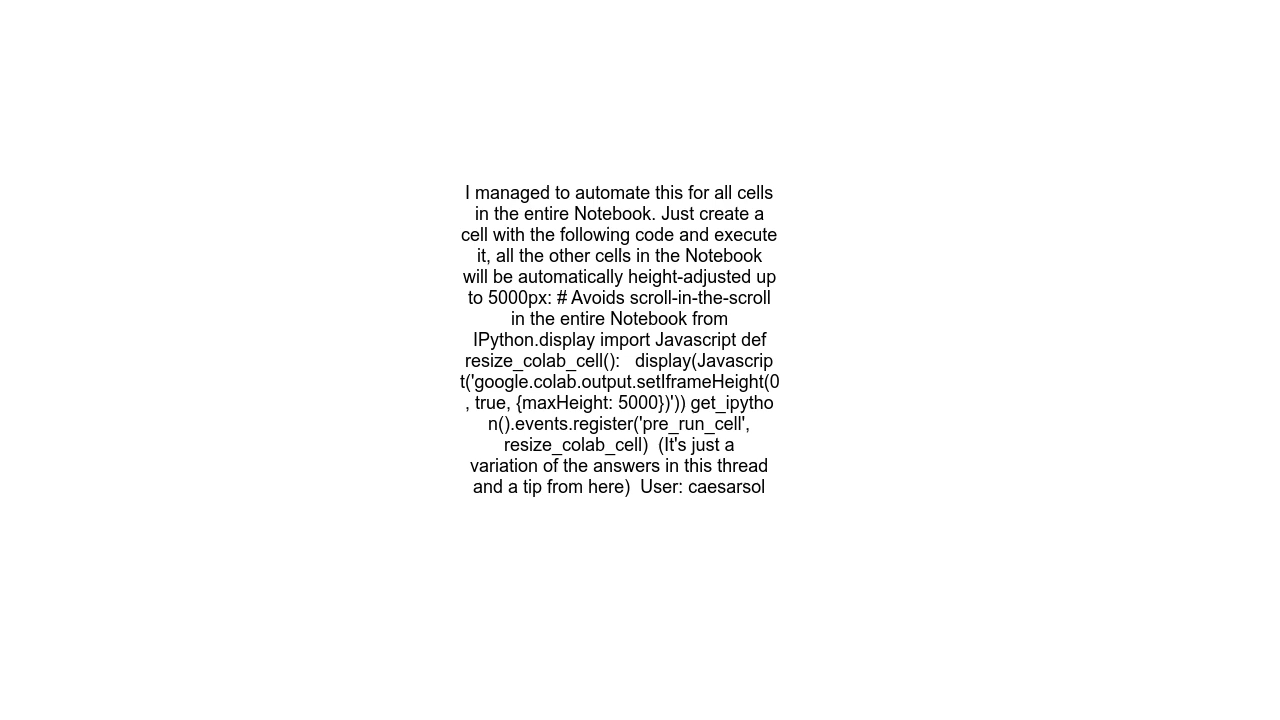 I managed to automate this for all cells
in the entire Notebook. Just create a
cell with the following code and execute
it, all the other cells in the Notebook
will be automatically height-adjusted up
to 5000px: # Avoids scroll-in-the-scroll
in the entire Notebook from
IPython.display import Javascript def
resize_colab_cell():   display(Javascrip
t('google.colab.output.setIframeHeight(0
, true, {maxHeight: 5000})')) get_ipytho
n().events.register('pre_run_cell',
resize_colab_cell)  (It's just a
variation of the answers in this thread
and a tip from here)  User: caesarsol